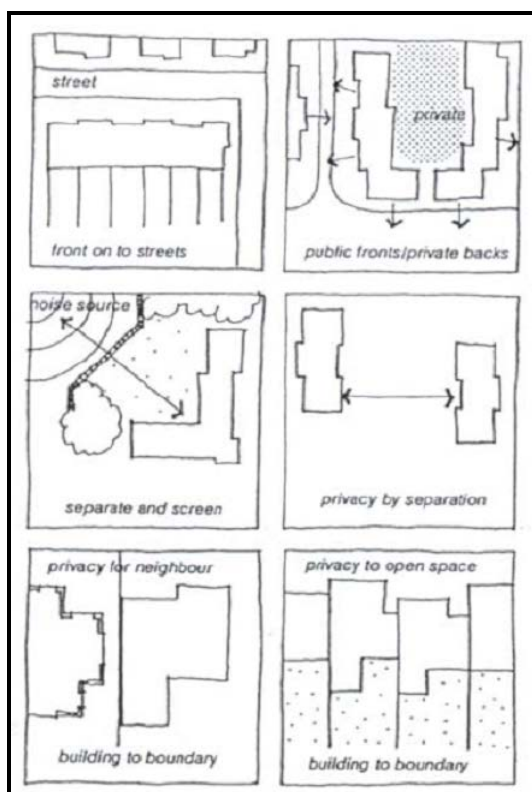 street
private
front on to streets
public fronts/private backs
noise source
separate and screen
privacy by separation
privacy for neighbour
privacy to open space
building to boundary
building to boundary